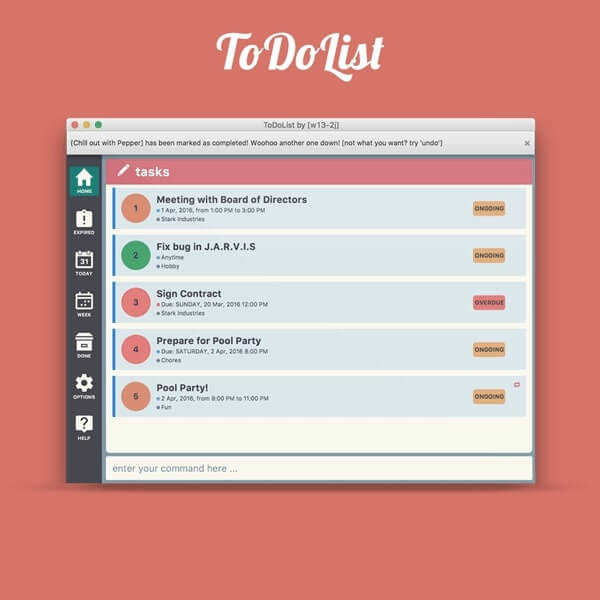 ToDoList
ToDoList by [w13-2j]
[Chill out with Pepper] has been marked as completed! Woohoo another one down! [not what you want? try 'undo']
HOME
EXPIRED
31
TODAY
WEEK
DONE
OPTIONS
HELP
tasks
1
Meeting with Board of Directors
1 Apr, 2016, from 1:00 PM to 3:00 PM
Stark Industries
ONGOING
2
Fix bug in J.A.R.V.I.S
Anytime
Hobby
ONGOING
3
Sign Contract
Due: SUNDAY, 20 Mar, 2016 12:00 PM
Stark Industries
OVERDUE
4
Prepare for Pool Party
Due: SATURDAY, 2 Apr, 2016 8:00 PM
Chores
ONGOING
5
Pool Party!
2 Apr, 2016, from 9:00 PM to 11:00 PM
Fun
ONGOING
enter your command here ...